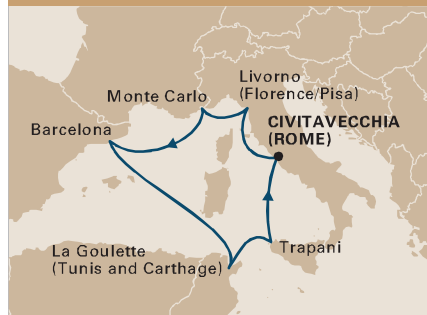 Livorno
(Florence/Pisa)
Monte Carlo
CIVITAVECCHIA
(ROME)
Barcelona
La Goulette
(Tunis and Carthage)
Trapani